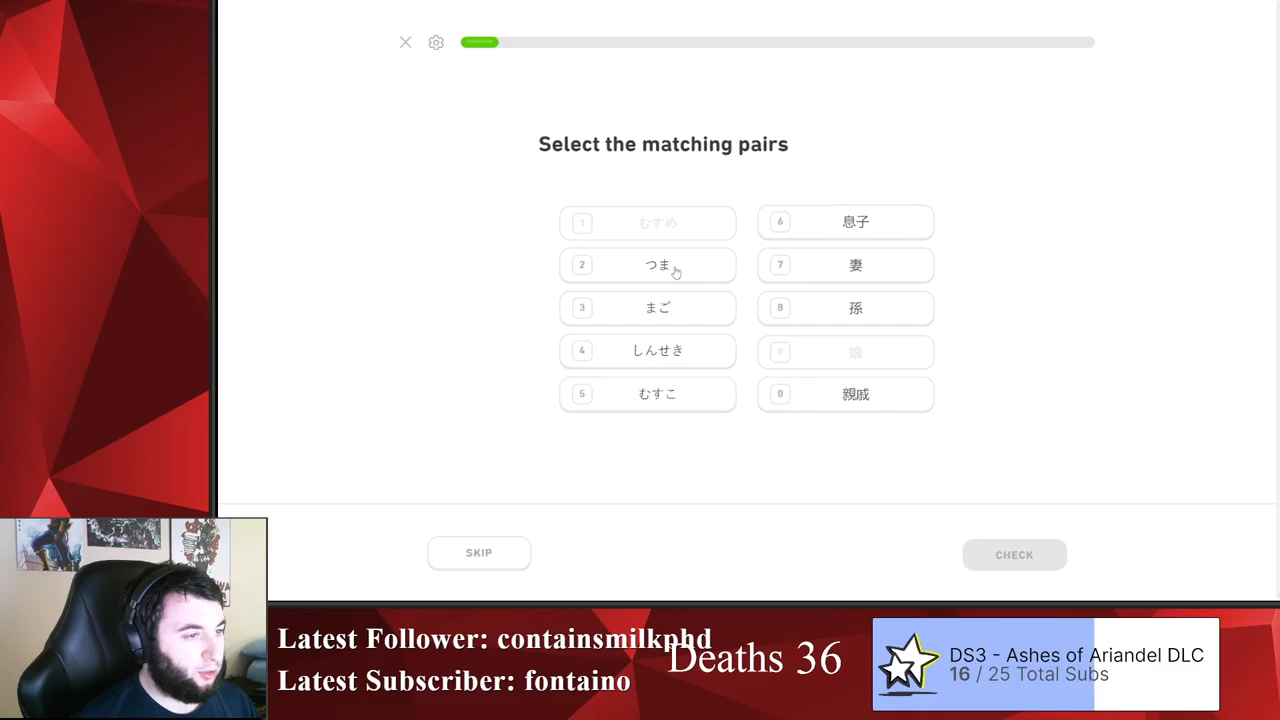 Select the matching pairs
1 むすめ
6 息子
2 つま
7 妻
3 まご
8 孫
4 しんせき
9 娘
5 むすこ
0 親戚
SKIP
CHECK
Latest Follower: containsmilkphd
Latest Subscriber: fontaino
Deaths 36
DS3 - Ashes of Ariandel DLC
16 / 25 Total Subs